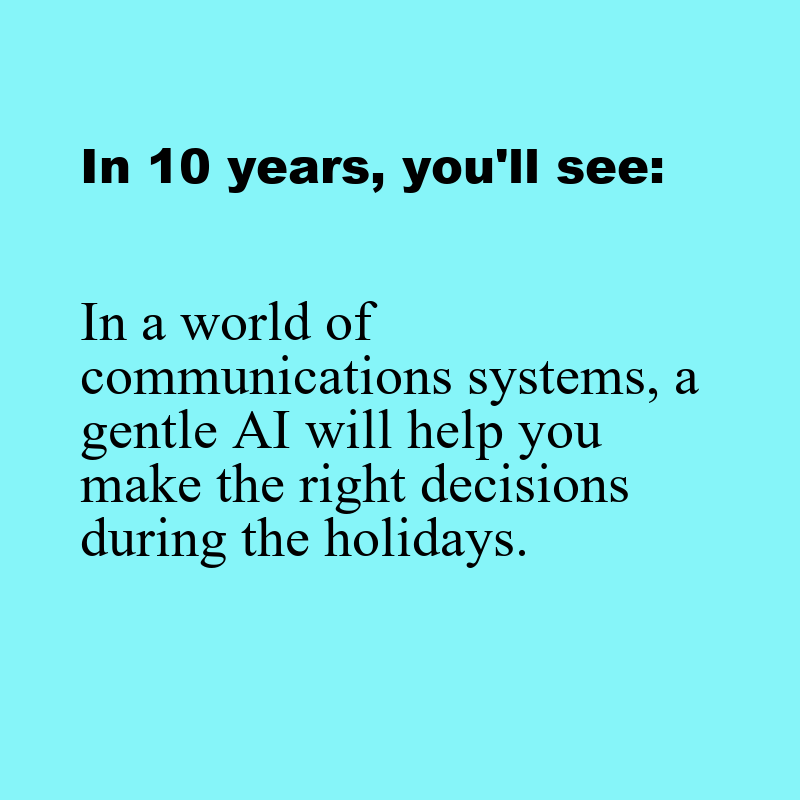 In 10 years, you'll see:
In a world of
communications systems, a
gentle AI will help you
make the right decisions
during the holidays.